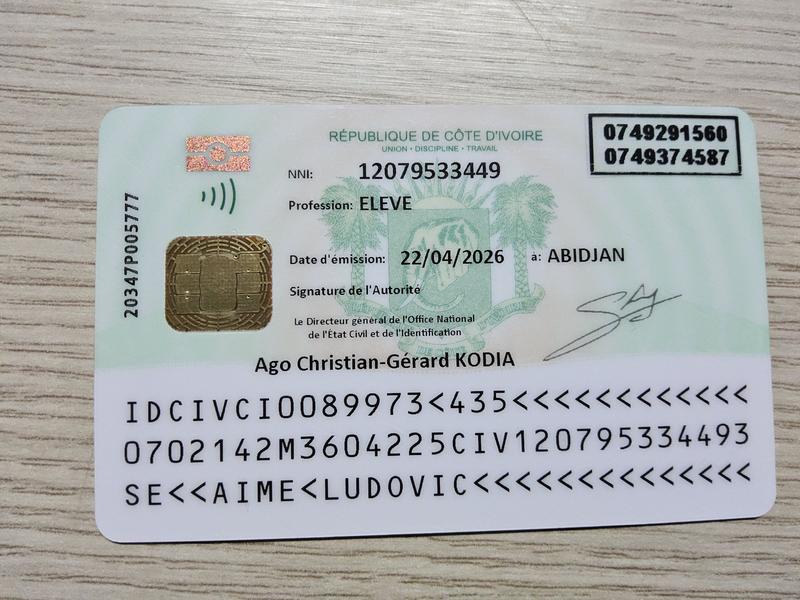 RÉPUBLIQUE DE CÔTE D'IVOIRE
UNION • DISCIPLINE • TRAVAIL
0749291560
0749374587
NNI: 12079533449
Profession: ELEVE
Date d'émission: 22/04/2026 à: ABIDJAN
Signature de l'Autorité
Le Directeur général de l'Office National
de l'État Civil et de l'Identification
Ago Christian-Gérard KODIA
20347P005777
IDCIVCI0089973<435<<<<<<<<<<<<
0702142M3604225CIV120795334493
SE<<AIME<LUDOVIC<<<<<<<<<<<<<<